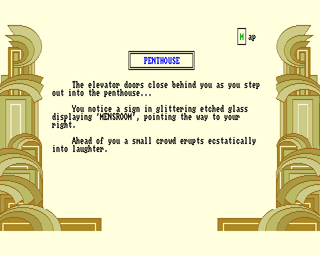 Map
PENTHOUSE
The elevator doors close behind you as you step
out into the penthouse...
You notice a sign in glittering etched glass
displaying 'MENSROOM', pointing the way to your
right.
Ahead of you a small crowd erupts ecstatically
into laughter.